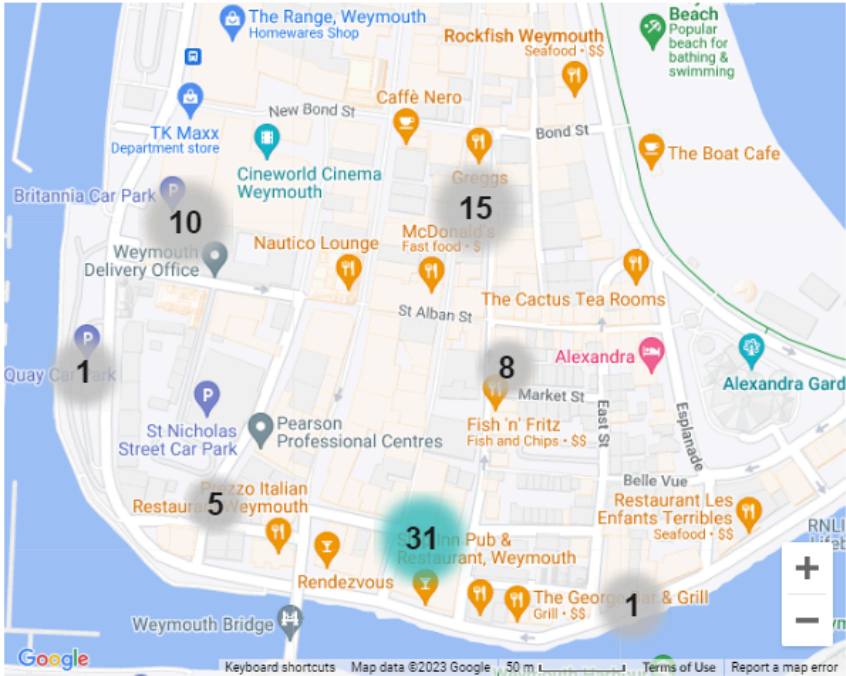 The Range, Weymouth
Homewares Shop
Beach
Popular
beach for
bathing &
swimming
Rockfish Weymouth
Seafood • $$
TK Maxx
Department store
New Bond St
Caffè Nero
Bond St
The Boat Cafe
Cineworld Cinema
Weymouth
Greggs
Britannia Car Park
P
10
15
McDonald's
Fast food • $
Weymouth
Delivery Office
Nautico Lounge
The Cactus Tea Rooms
St Alban St
P
Quay Car Park
1
8
Alexandra
Alexandra Gard
Market St
P
St Nicholas
Street Car Park
Pearson
Professional Centres
Fish 'n' Fritz
Fish and Chips • $$
East St
Esplanade
Belle Vue
Prezzo Italian
Restaurant Weymouth
5
31
Inn Pub &
Restaurant, Weymouth
Restaurant Les
Enfants Terribles
Seafood • $$
RNLI
Lifeb
+
−
Rendezvous
The George Bar & Grill
Grill • $$
1
Weymouth Bridge
Google
Keyboard shortcuts
Map data ©2023 Google
50 m
Terms of Use
Report a map error